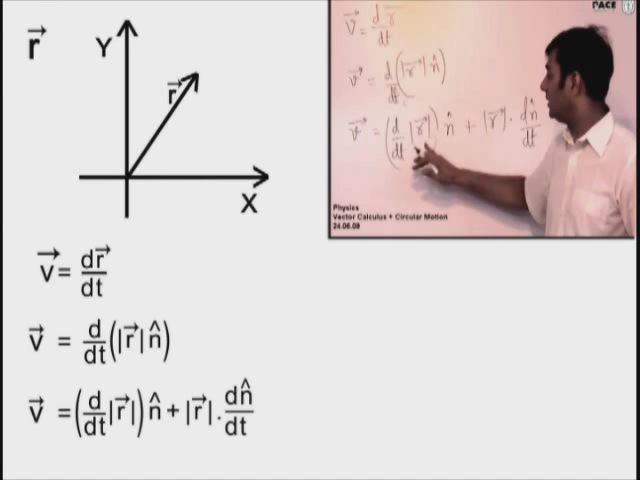 r⃗
Y
r⃗
X
v⃗ = dr⃗/dt
v⃗ = d/dt(|r⃗|n̂)
v⃗ = (d/dt|r⃗|)n̂ + |r⃗|.dn̂/dt
PACE
v⃗ = dr⃗/dt
v⃗ = d/dt(|r⃗|n̂)
v⃗ = (d/dt|r⃗|)n̂ + |r⃗|.dn̂/dt
Physics
Vector Calculus + Circular Motion
24.06.09